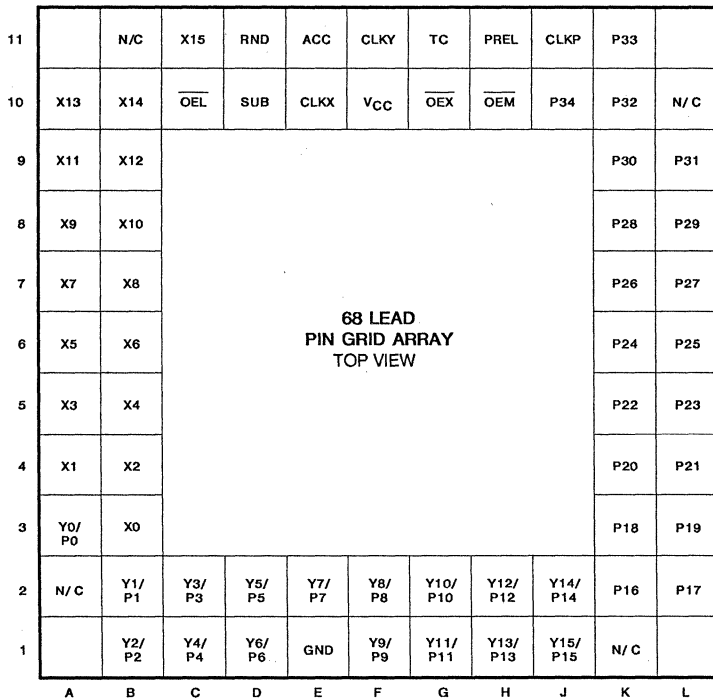 11 N/C X15 RND ACC CLKY TC PREL CLKP P33
10 X13 X14 O̅E̅L̅ SUB CLKX VCC O̅E̅X̅ O̅E̅M̅ P34 P32 N/C
9 X11 X12 P30 P31
8 X9 X10 P28 P29
7 X7 X8 P26 P27
68 LEAD
6 X5 X6 PIN GRID ARRAY P24 P25
TOP VIEW
5 X3 X4 P22 P23
4 X1 X2 P20 P21
3 Y0/ X0 P18 P19
P0
2 N/C Y1/ Y3/ Y5/ Y7/ Y8/ Y10/ Y12/ Y14/ P16 P17
P1 P3 P5 P7 P8 P10 P12 P14
1 Y2/ Y4/ Y6/ GND Y9/ Y11/ Y13/ Y15/ N/C
P2 P4 P6 P9 P11 P13 P15
A B C D E F G H J K L